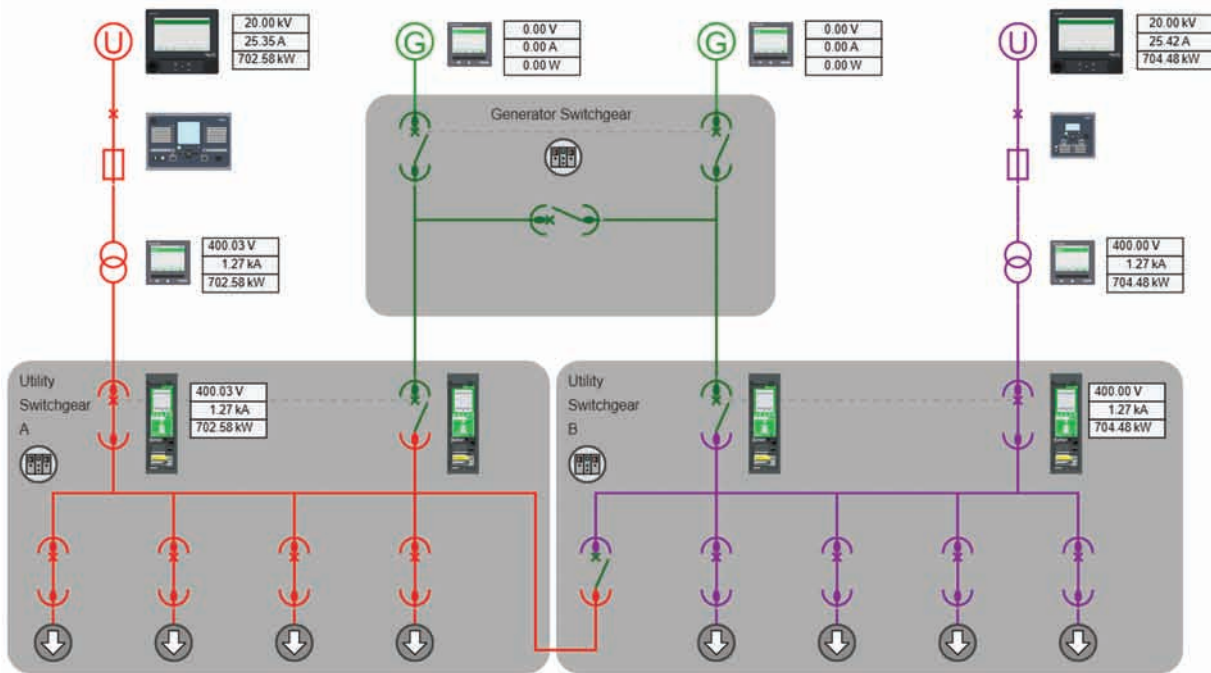 U
20.00 kV
25.35 A
702.58 kW
G
0.00 V
0.00 A
0.00 W
G
0.00 V
0.00 A
0.00 W
U
20.00 kV
25.42 A
704.48 kW
Generator Switchgear
400.03 V
1.27 kA
702.58 kW
400.00 V
1.27 kA
704.48 kW
Utility
Switchgear
A
400.03 V
1.27 kA
702.58 kW
Utility
Switchgear
B
400.00 V
1.27 kA
704.48 kW